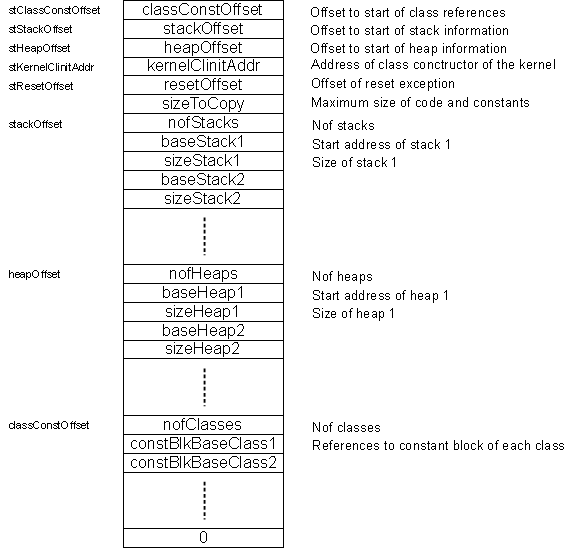 stClassConstOffset classConstOffset Offset to start of class references
stStackOffset stackOffset Offset to start of stack information
stHeapOffset heapOffset Offset to start of heap information
stKernelClinitAddr kernelClinitAddr Address of class conctructor of the kernel
stResetOffset resetOffset Offset of reset exception
sizeToCopy Maximum size of code and constants
stackOffset nofStacks Nof stacks
baseStack1 Start address of stack 1
sizeStack1 Size of stack 1
baseStack2
sizeStack2
heapOffset nofHeaps Nof heaps
baseHeap1 Start address of heap 1
sizeHeap1 Size of heap 1
baseHeap2
sizeHeap2
classConstOffset nofClasses Nof classes
constBlkBaseClass1 References to constant block of each class
constBlkBaseClass2
0